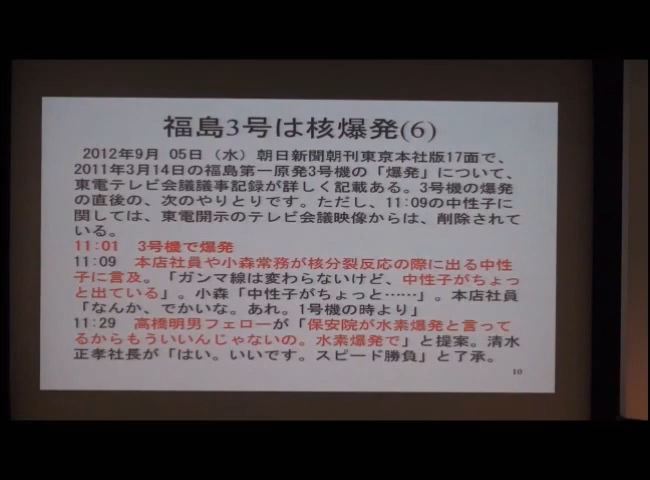 福島3号は核爆発(6)
2012年9月 05日（水）朝日新聞朝刊東京本社版17面で、
2011年3月14日の福島第一原発3号機の「爆発」について、
東電テレビ会議議事記録が詳しく記載ある。3号機の爆発
の直後の、次のやりとりです。ただし、11:09の中性子に
関しては、東電開示のテレビ会議映像からは、削除されて
いる。
11:01 3号機で爆発
11:09 本店社員や小森常務が核分裂反応の際に出る中性
子に言及。「ガンマ線は変わらないけど、中性子がちょっ
と出ている」。小森「中性子がちょっと……」。本店社員
「なんか、でかいな。あれ。1号機の時より」
11:29 高橋明男フェローが「保安院が水素爆発と言って
るからもういいんじゃないの。水素爆発で」と提案。清水
正孝社長が「はい。いいです。スピード勝負」と了承。
10